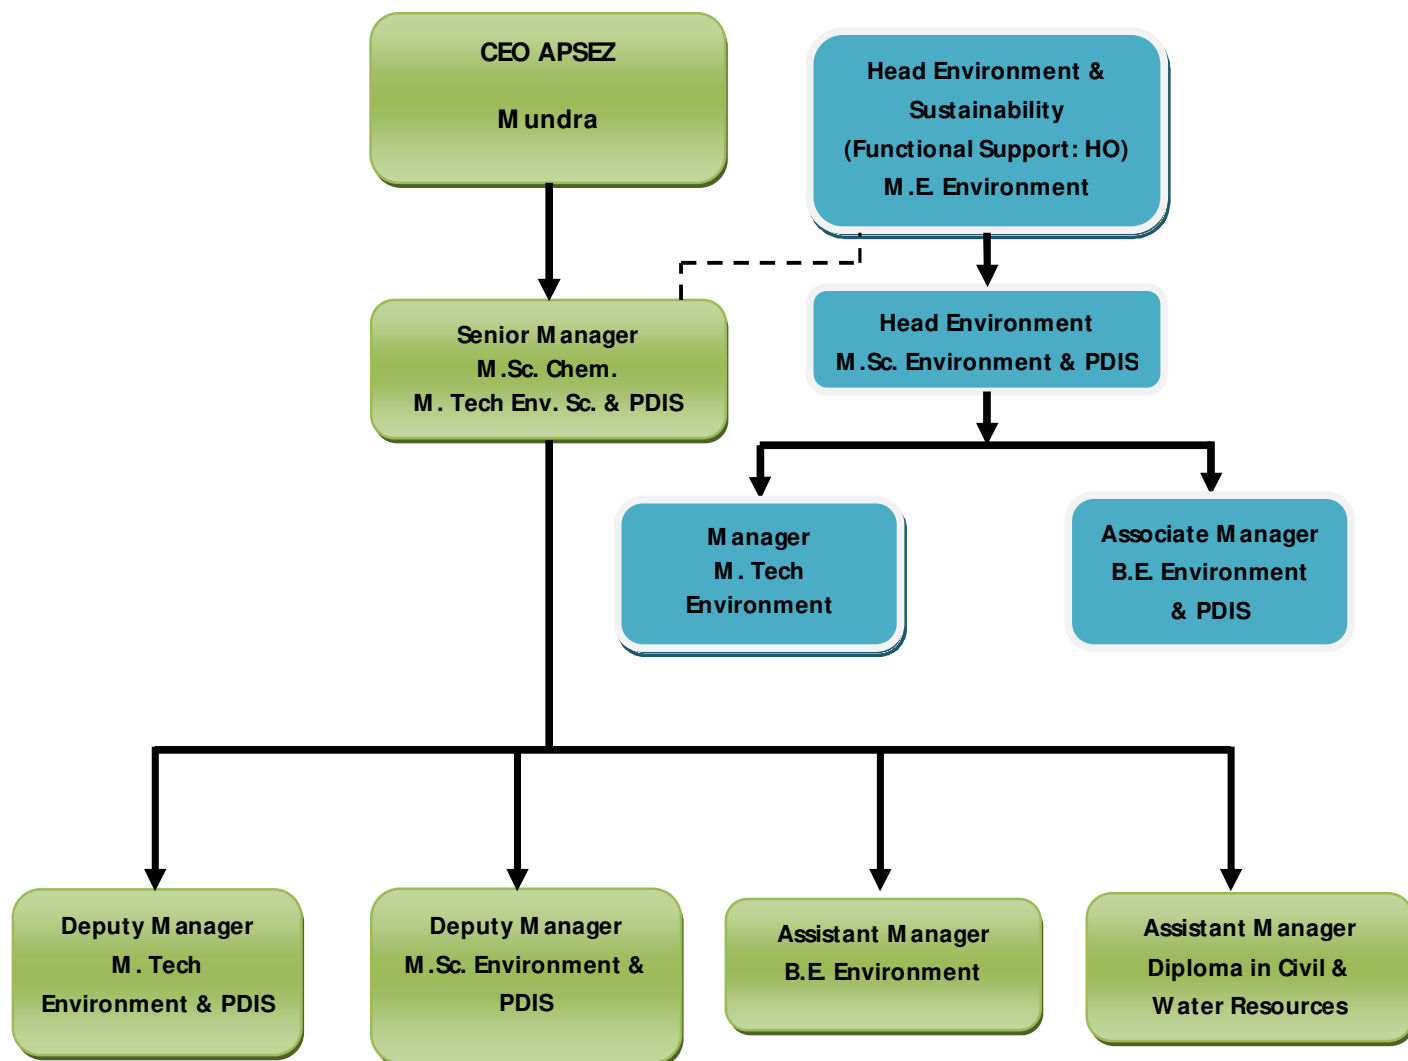 CEO APSEZ
Mundra
Head Environment &
Sustainability
(Functional Support: HO)
M.E. Environment
Senior Manager
M.Sc. Chem.
M. Tech Env. Sc. & PDIS
Head Environment
M.Sc. Environment & PDIS
Manager
M. Tech
Environment
Associate Manager
B.E. Environment
& PDIS
Deputy Manager
M. Tech
Environment & PDIS
Deputy Manager
M.Sc. Environment &
PDIS
Assistant Manager
B.E. Environment
Assistant Manager
Diploma in Civil &
Water Resources